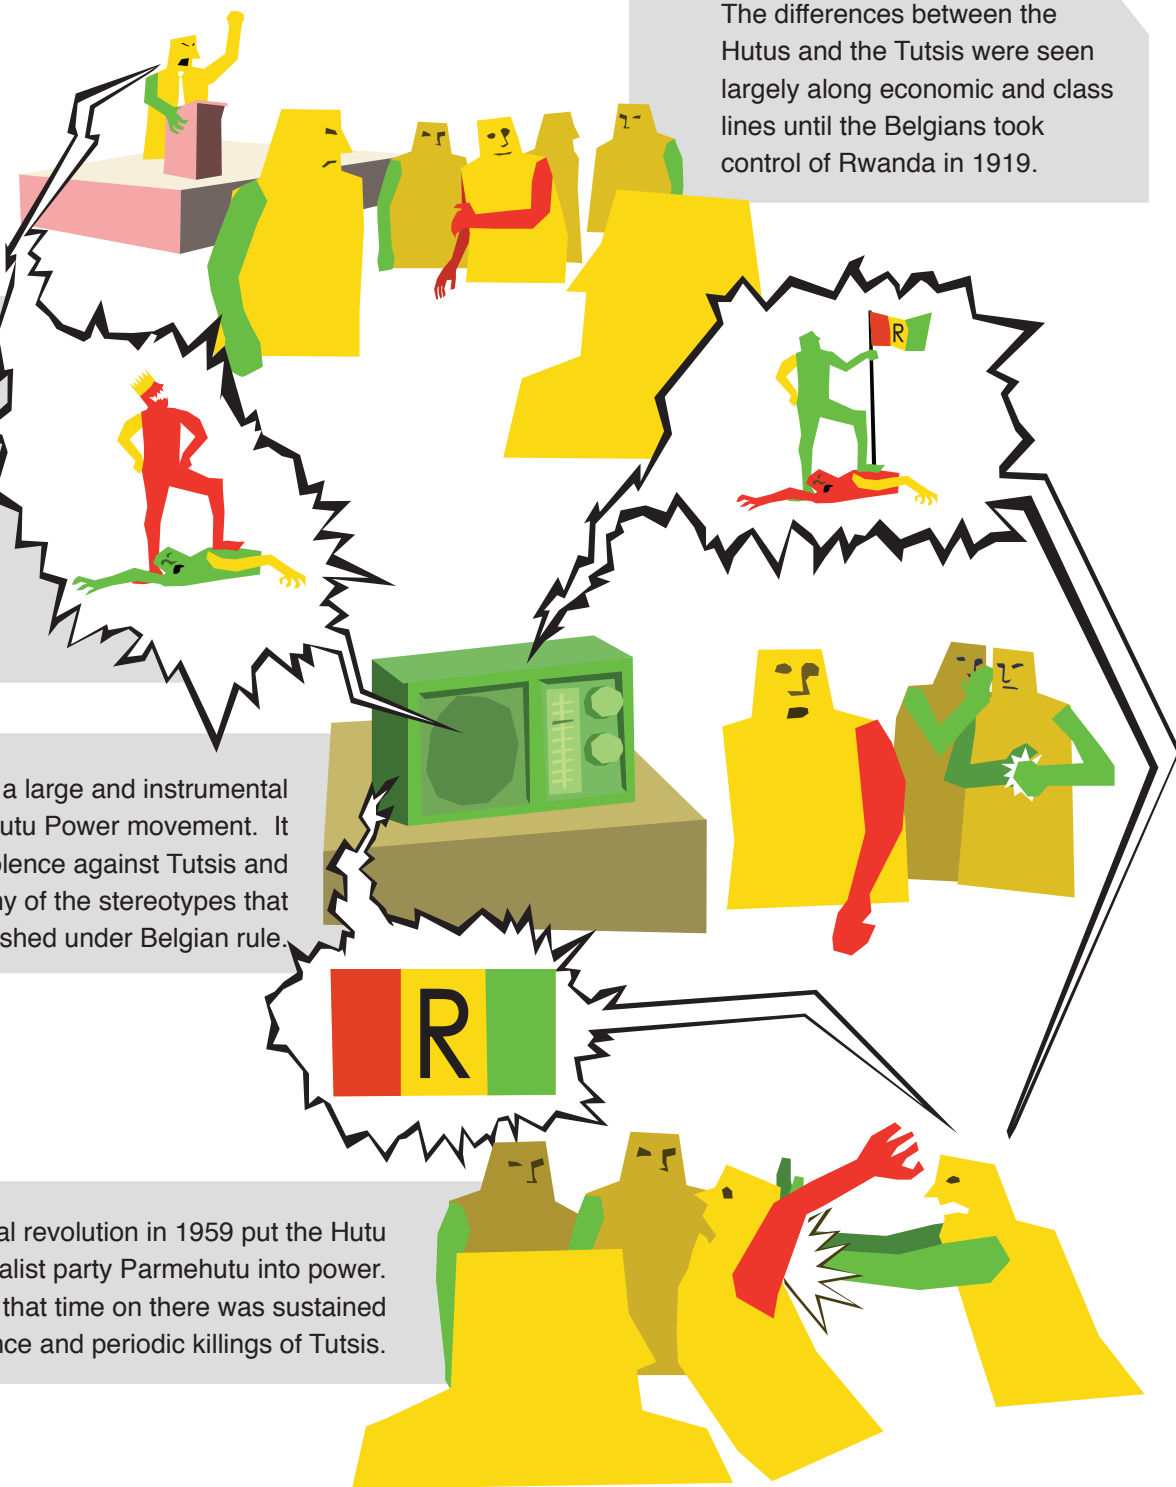 The differences between the
Hutus and the Tutsis were seen
largely along economic and class
lines until the Belgians took
control of Rwanda in 1919.
R
a large and instrumental
utu Power movement. It
lence against Tutsis and
ny of the stereotypes that
shed under Belgian rule.
R
al revolution in 1959 put the Hutu
alist party Parmehutu into power.
that time on there was sustained
nce and periodic killings of Tutsis.